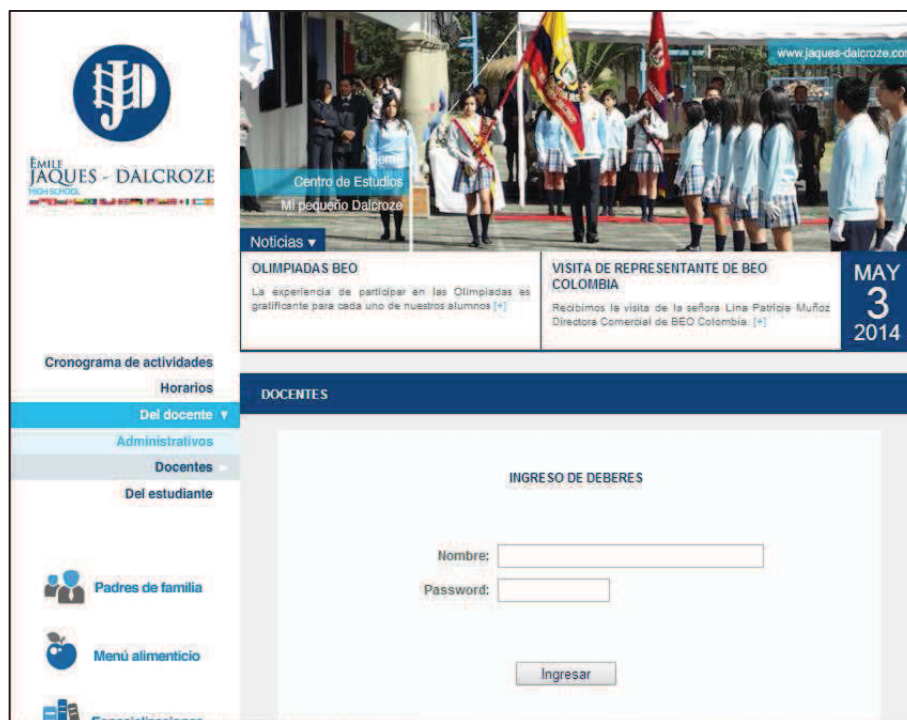 JD
ÉMILE
JAQUES - DALCROZE
HIGH SCHOOL
www.jaques-dalcroze.com
Home
Centro de Estudios
Mi pequeño Dalcroze
Noticias ▾
OLIMPIADAS BEO
La experiencia de participar en las Olimpiadas es
gratificante para cada uno de nuestros alumnos [+]
VISITA DE REPRESENTANTE DE BEO
COLOMBIA
Recibimos la visita de la señora Lina Patricia Muñoz
Directora Comercial de BEO Colombia. [+]
MAY
3
2014
Cronograma de actividades
Horarios
Del docente ▾
Administrativos
Docentes
Del estudiante
Padres de familia
Menú alimenticio
Especializaciones
DOCENTES
INGRESO DE DEBERES
Nombre:
Password:
Ingresar